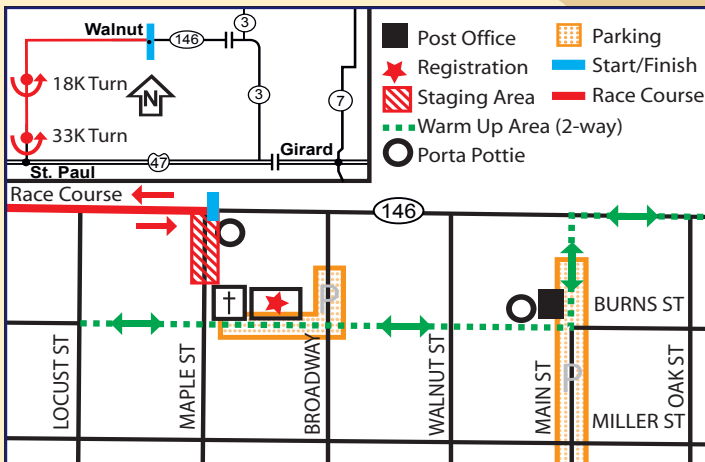 Walnut
146
3
3
7
18K Turn
N
33K Turn
Girard
47
St. Paul
Post Office
Registration
Staging Area
Parking
Start/Finish
Race Course
Warm Up Area (2-way)
Porta Pottie
Race Course
146
P
BURNS ST
LOCUST ST
MAPLE ST
BROADWAY
WALNUT ST
MAIN ST
P
OAK ST
MILLER ST